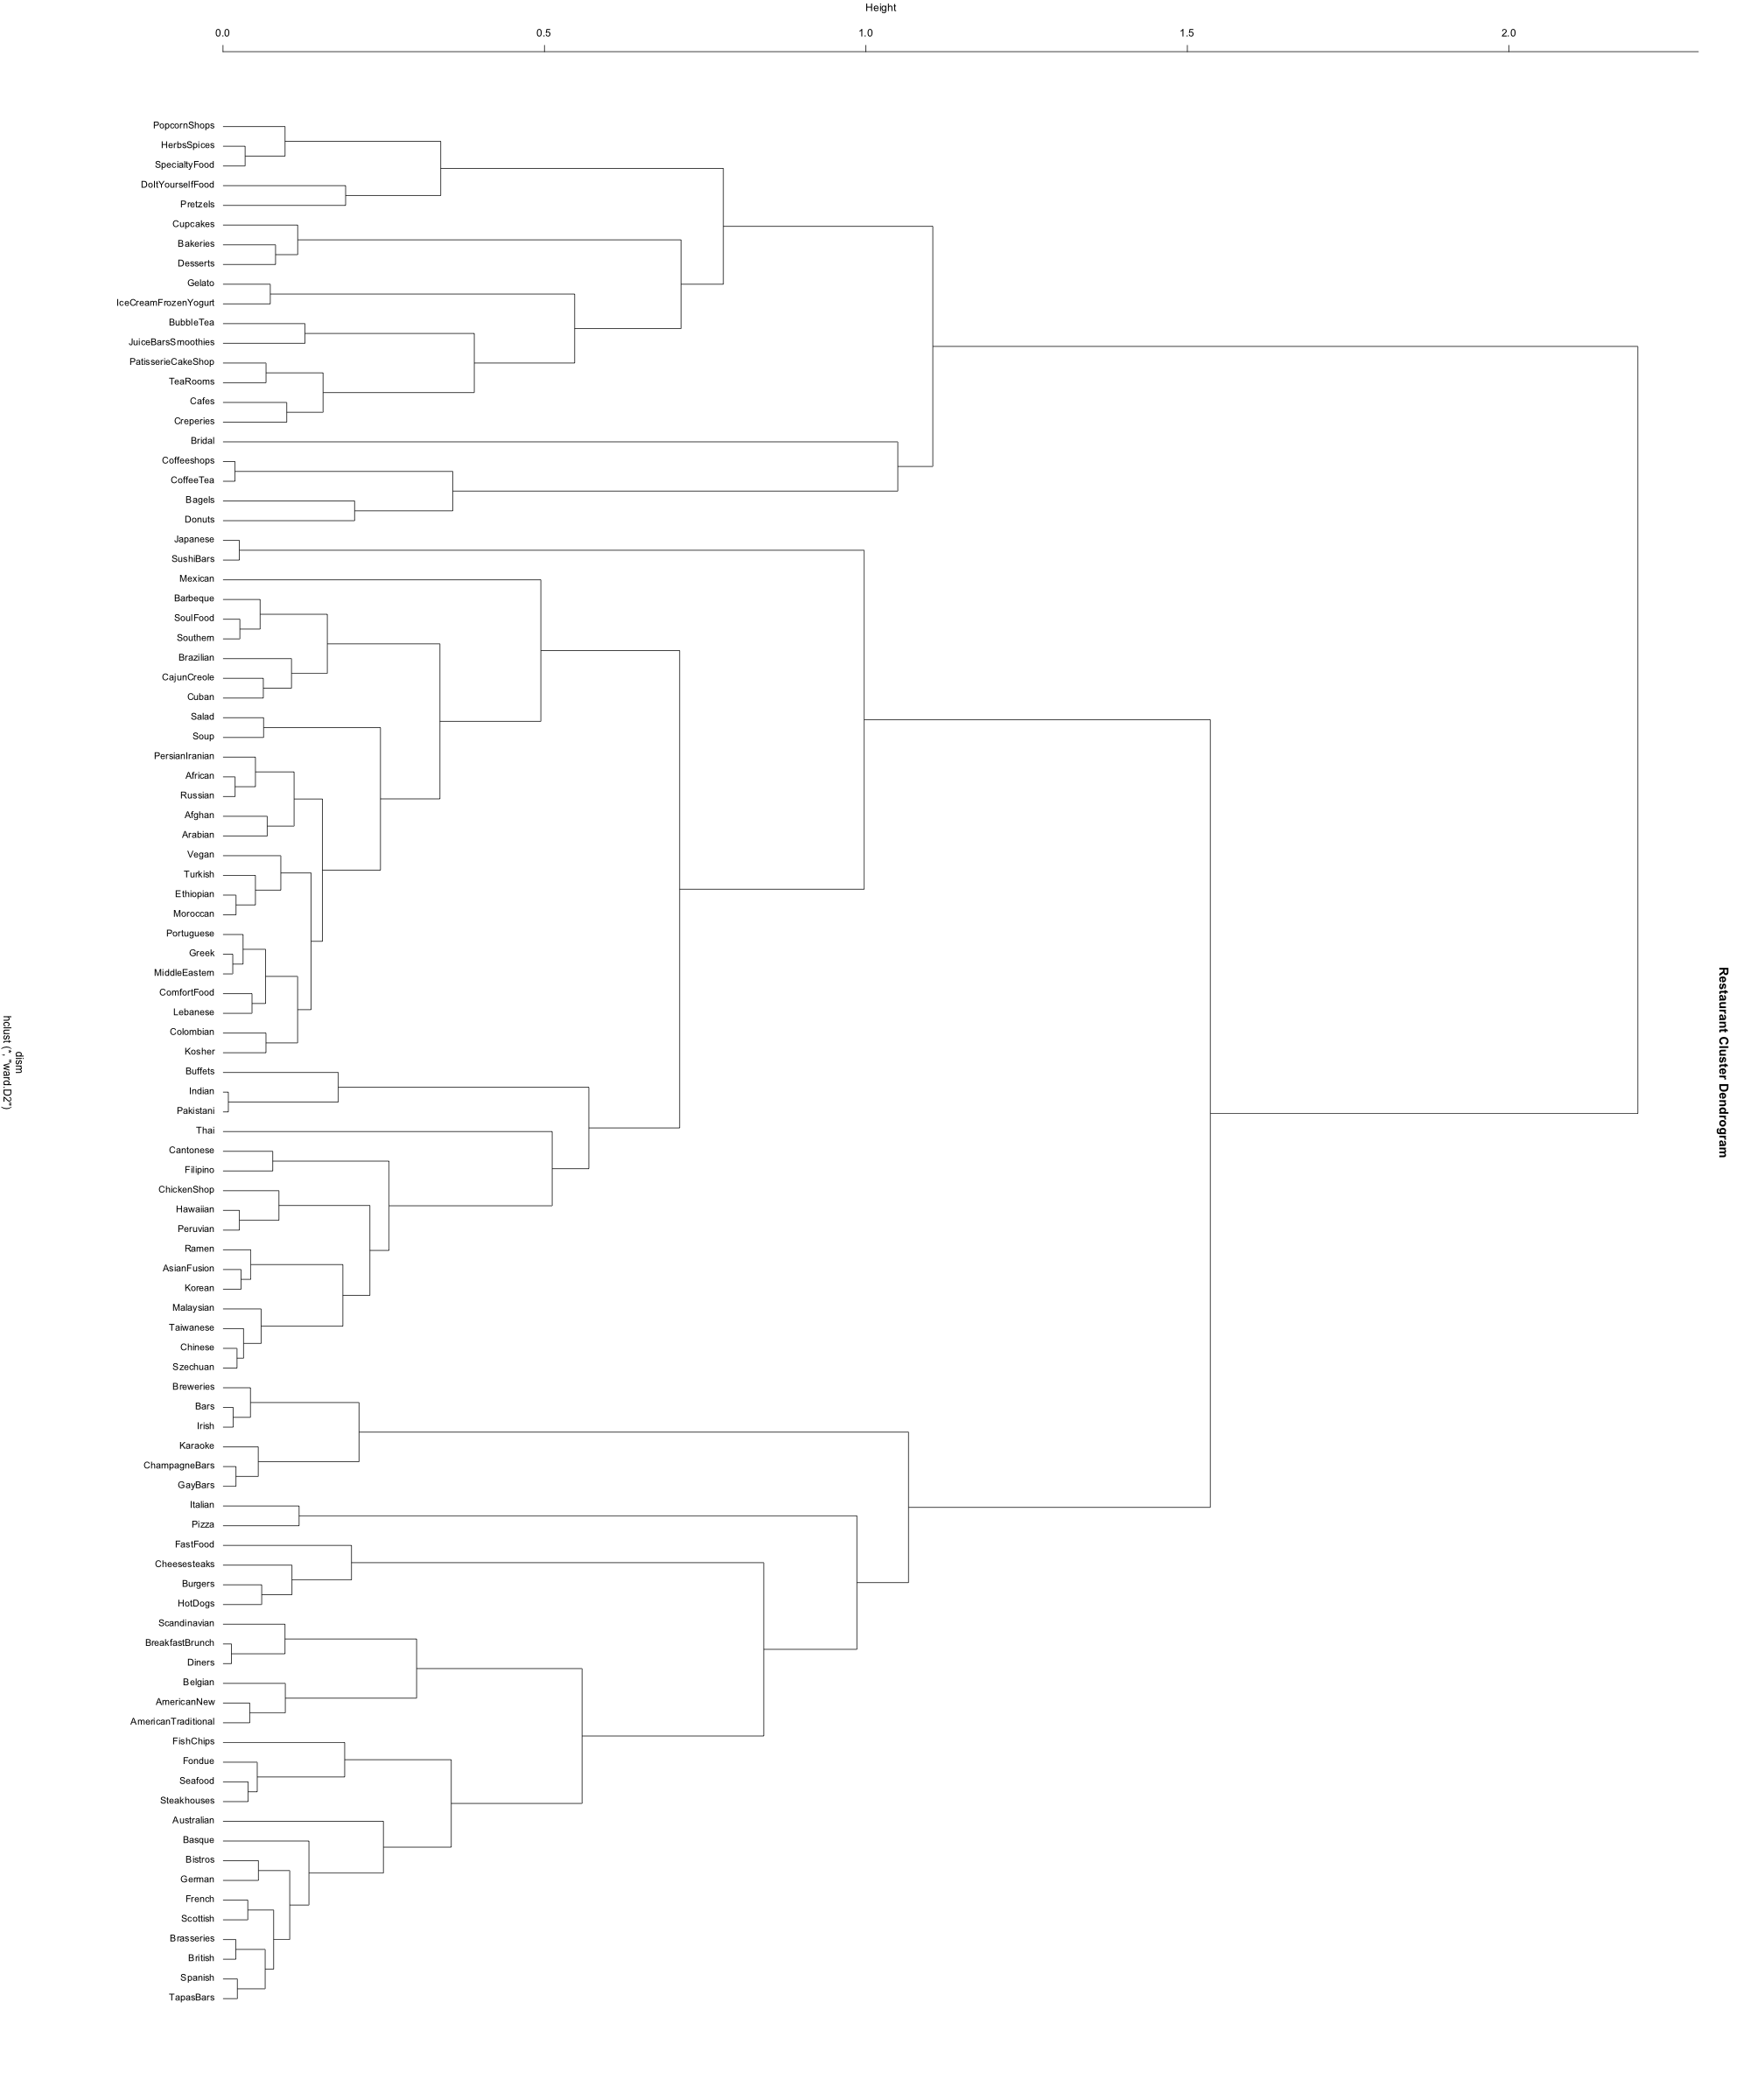 Height
0.0 0.5 1.0 1.5 2.0
PopcornShops
HerbsSpices
SpecialtyFood
DoItYourselfFood
Pretzels
Cupcakes
Bakeries
Desserts
Gelato
IceCreamFrozenYogurt
BubbleTea
JuiceBarsSmoothies
PatisserieCakeShop
TeaRooms
Cafes
Creperies
Bridal
Coffeeshops
CoffeeTea
Bagels
Donuts
Japanese
SushiBars
Mexican
Barbeque
SoulFood
Southern
Brazilian
CajunCreole
Cuban
Salad
Soup
PersianIranian
African
Russian
Afghan
Arabian
Vegan
Turkish
Ethiopian
Moroccan
Portuguese
Greek
MiddleEastern
ComfortFood
Lebanese
Colombian
Kosher
Buffets
Indian
Pakistani
Thai
Cantonese
Filipino
ChickenShop
Hawaiian
Peruvian
Ramen
AsianFusion
Korean
Malaysian
Taiwanese
Chinese
Szechuan
Breweries
Bars
Irish
Karaoke
ChampagneBars
GayBars
Italian
Pizza
FastFood
Cheesesteaks
Burgers
HotDogs
Scandinavian
BreakfastBrunch
Diners
Belgian
AmericanNew
AmericanTraditional
FishChips
Fondue
Seafood
Steakhouses
Australian
Basque
Bistros
German
French
Scottish
Brasseries
British
Spanish
TapasBars
Restaurant Cluster Dendrogram
dism
hclust (*, "ward.D2")